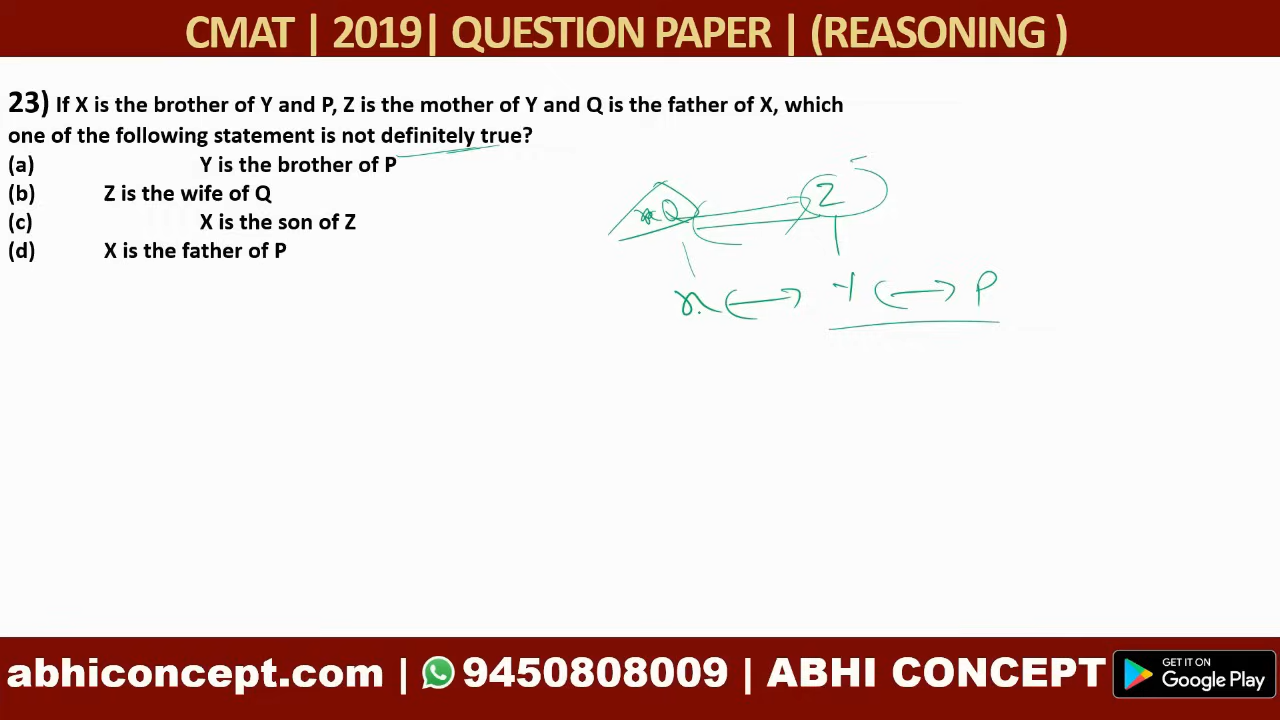 CMAT | 2019| QUESTION PAPER | (REASONING )
23) If X is the brother of Y and P, Z is the mother of Y and Q is the father of X, which
one of the following statement is not definitely true?
(a) Y is the brother of P
(b) Z is the wife of Q
(c) X is the son of Z
(d) X is the father of P
Q Z
x Y P
abhiconcept.com | 9450808009 | ABHI CONCEPT
GET IT ON
Google Play